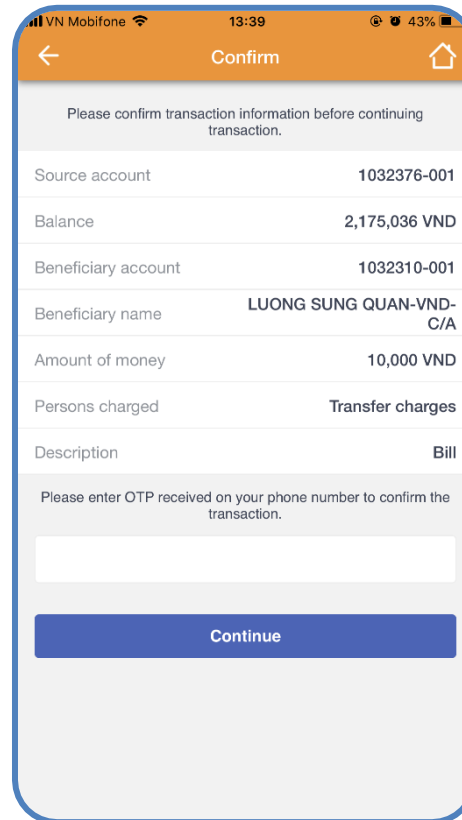 VN Mobifone 13:39 43%
Confirm
Please confirm transaction information before continuing
transaction.
Source account 1032376-001
Balance 2,175,036 VND
Beneficiary account 1032310-001
Beneficiary name LUONG SUNG QUAN-VND-
C/A
Amount of money 10,000 VND
Persons charged Transfer charges
Description Bill
Please enter OTP received on your phone number to confirm the
transaction.
Continue